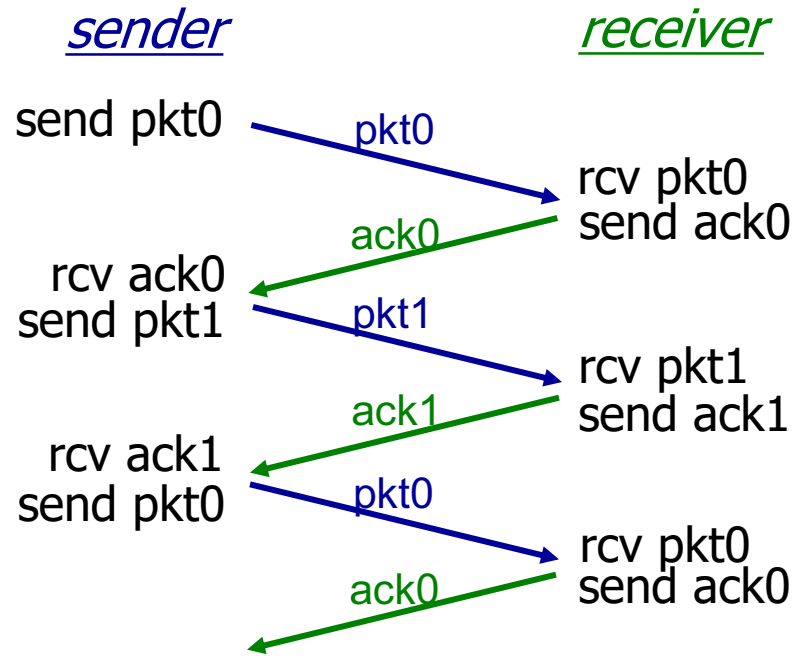 sender receiver
send pkt0
pkt0
rcv pkt0
send ack0
ack0
rcv ack0
send pkt1
pkt1
rcv pkt1
send ack1
ack1
rcv ack1
send pkt0
pkt0
rcv pkt0
send ack0
ack0